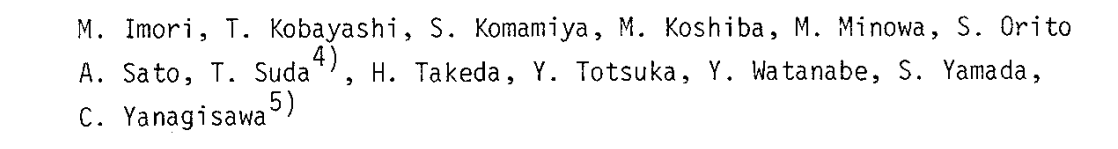 M. Imori, T. Kobayashi, S. Komamiya, M. Koshiba, M. Minowa, S. Orito
A. Sato, T. Suda4), H. Takeda, Y. Totsuka, Y. Watanabe, S. Yamada,
C. Yanagisawa5)